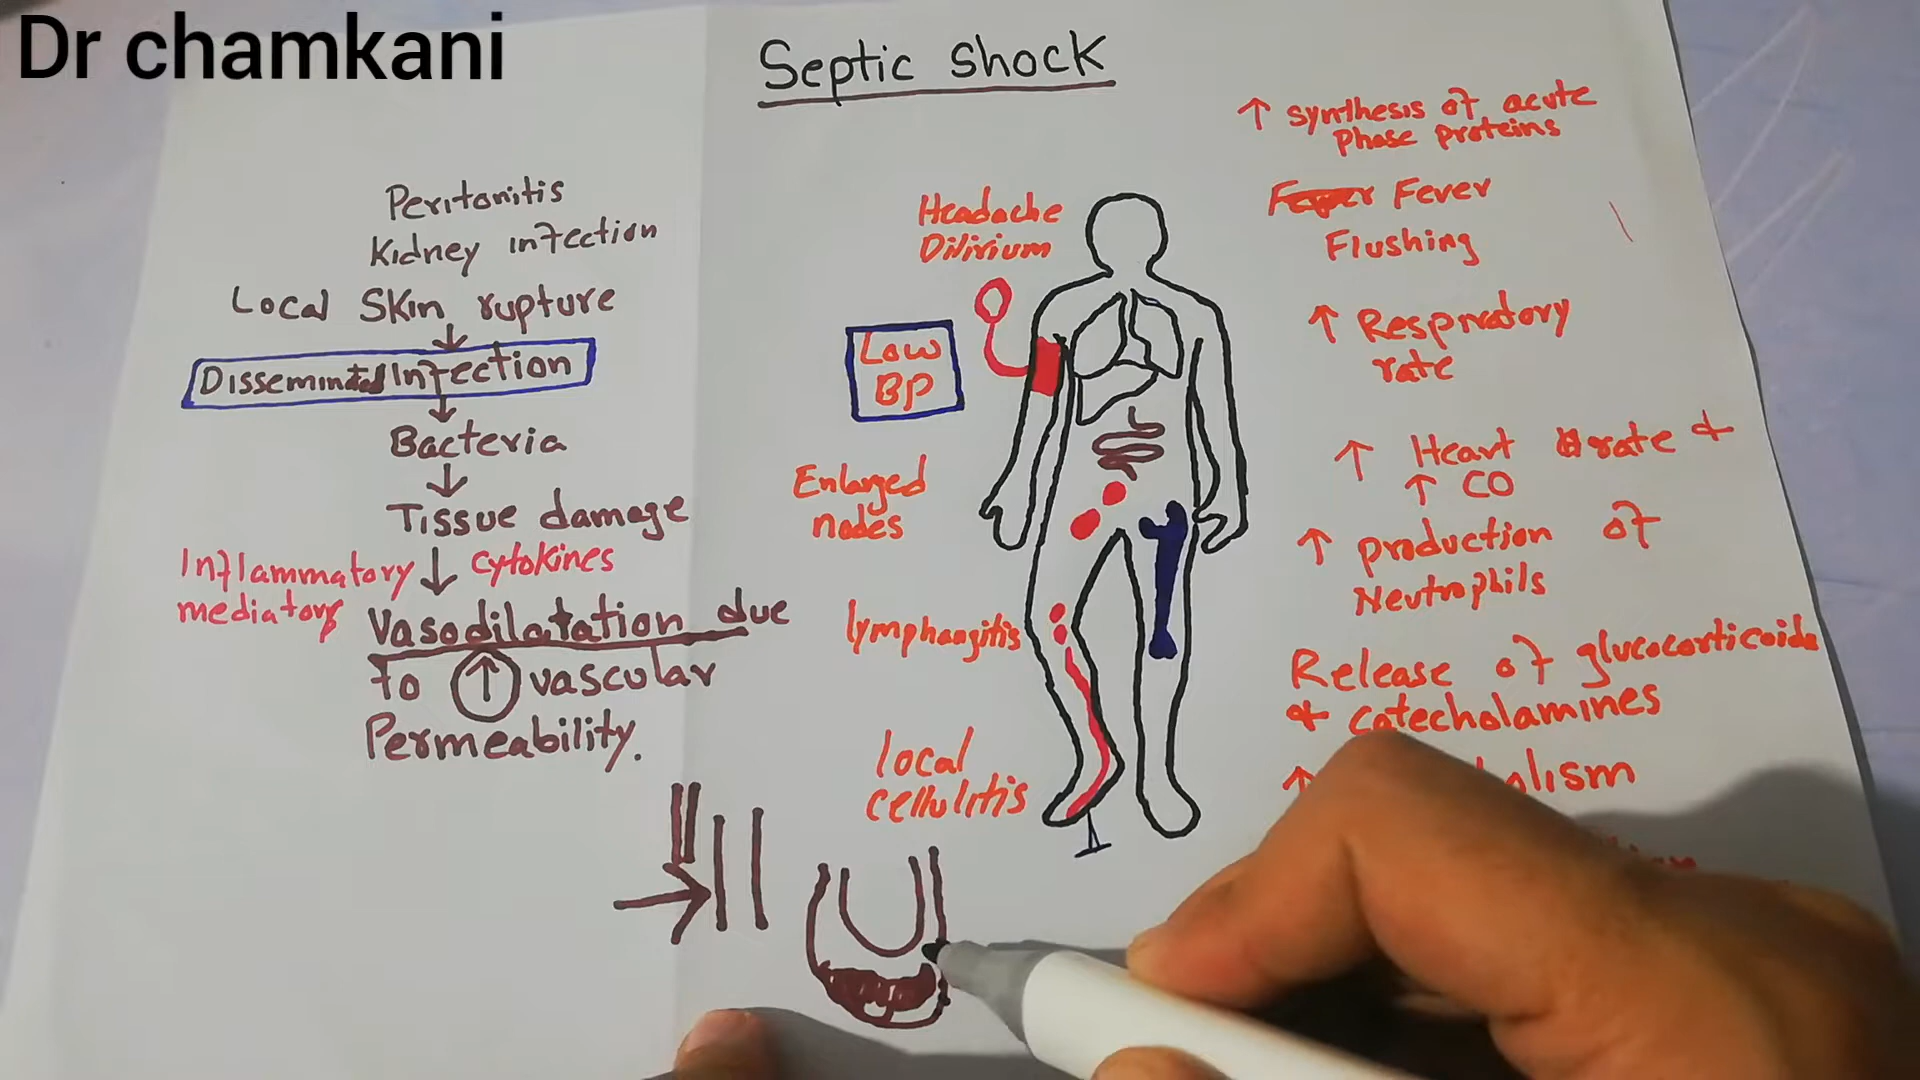 Dr chamkani
Septic shock
Peritonitis
Kidney infection
Local Skin rupture
Disseminated Infection
Bacteria
Tissue damage
Inflammatory
mediatory
cytokines
Vasodilatation due
to ↑ vascular
Permeability.
Headache
Dilirium
Low
BP
Enlarged
nodes
lymphangitis
local
cellulitis
↑ synthesis of acute
Phase proteins
Fever
Flushing
↑ Respiratory
rate
↑ Heart rate &
↑ CO
↑ production of
Neutrophils
Release of glucocorticoids
& catecholamines
↑